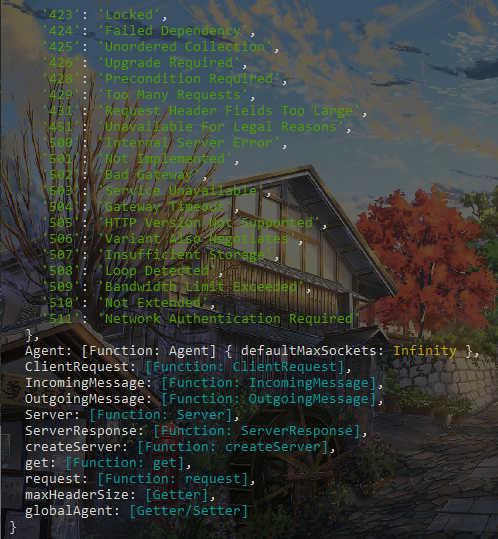 '423': 'Locked',
'424': 'Failed Dependency',
'425': 'Unordered Collection',
'426': 'Upgrade Required',
'428': 'Precondition Required',
'429': 'Too Many Requests',
'431': 'Request Header Fields Too Large',
'451': 'Unavailable For Legal Reasons',
'500': 'Internal Server Error',
'501': 'Not Implemented',
'502': 'Bad Gateway',
'503': 'Service Unavailable',
'504': 'Gateway Timeout',
'505': 'HTTP Version Not Supported',
'506': 'Variant Also Negotiates',
'507': 'Insufficient Storage',
'508': 'Loop Detected',
'509': 'Bandwidth Limit Exceeded',
'510': 'Not Extended',
'511': 'Network Authentication Required'
},
Agent: [Function: Agent] { defaultMaxSockets: Infinity },
ClientRequest: [Function: ClientRequest],
IncomingMessage: [Function: IncomingMessage],
OutgoingMessage: [Function: OutgoingMessage],
Server: [Function: Server],
ServerResponse: [Function: ServerResponse],
createServer: [Function: createServer],
get: [Function: get],
request: [Function: request],
maxHeaderSize: [Getter],
globalAgent: [Getter/Setter]
}